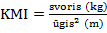 KMI = svoris (kg) / ūgis² (m)